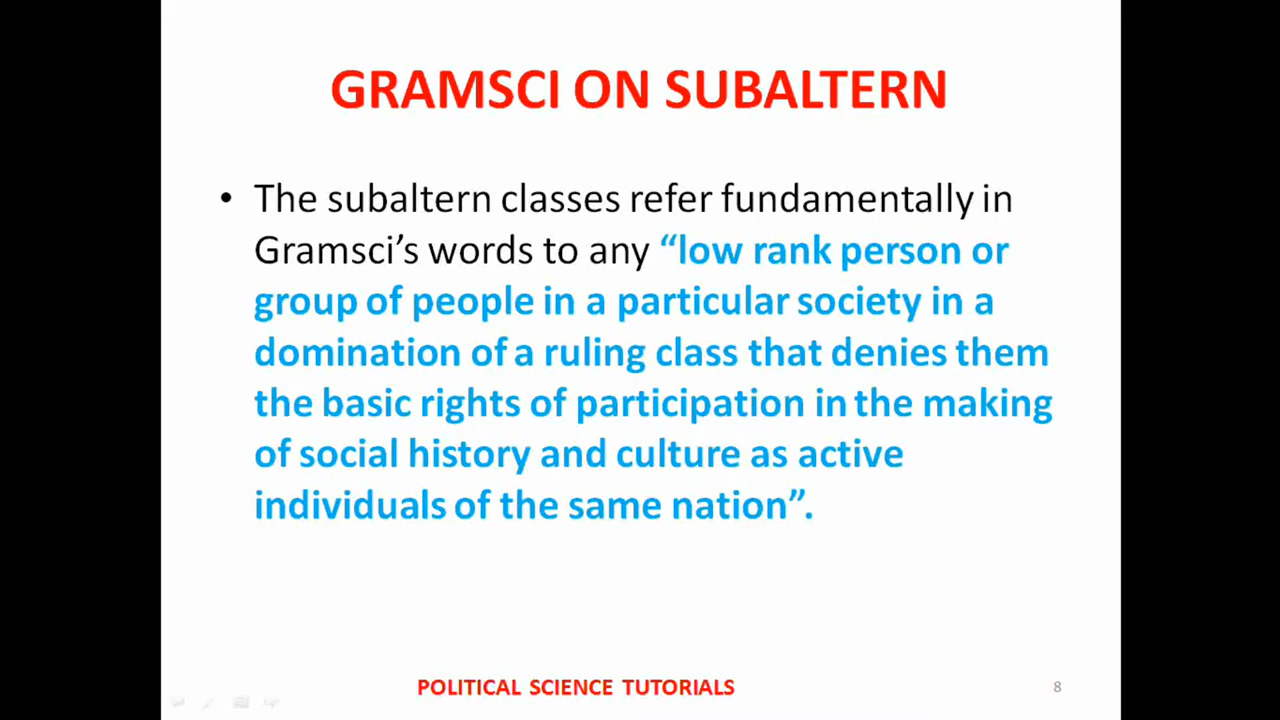 GRAMSCI ON SUBALTERN
• The subaltern classes refer fundamentally in
Gramsci’s words to any “low rank person or
group of people in a particular society in a
domination of a ruling class that denies them
the basic rights of participation in the making
of social history and culture as active
individuals of the same nation”.
POLITICAL SCIENCE TUTORIALS
8